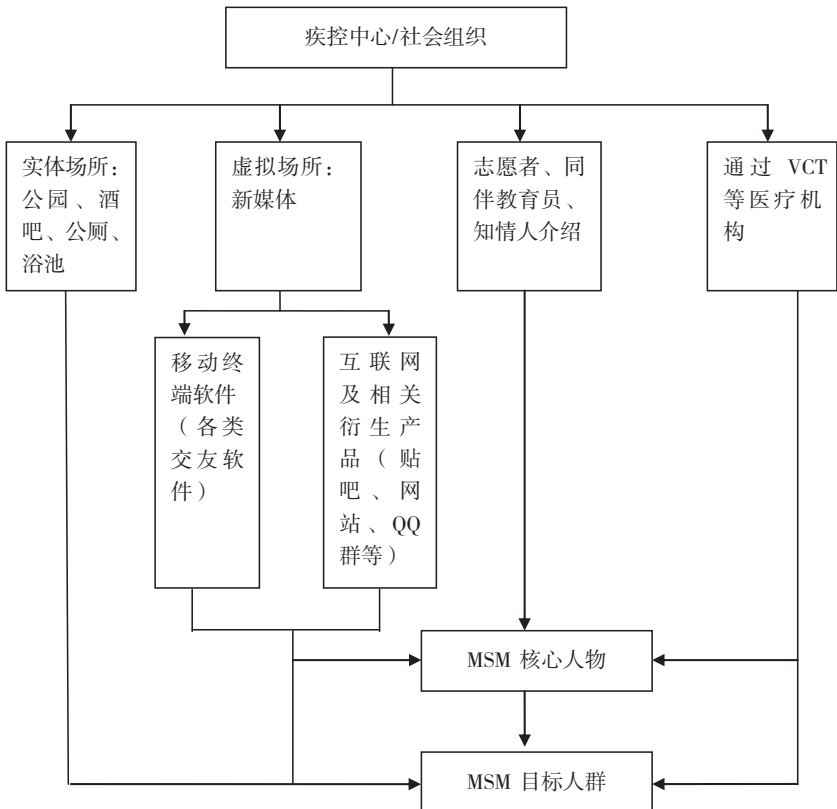 疾控中心/社会组织
实体场所：
公园、酒
吧、公厕、
浴池
虚拟场所：
新媒体
志愿者、同
伴教育员、
知情人介绍
通过 VCT
等医疗机
构
移动终
端软件
（各类
交友软
件）
互联网
及相关
衍生产
品（贴
吧、网
站、QQ
群等）
MSM 核心人物
MSM 目标人群